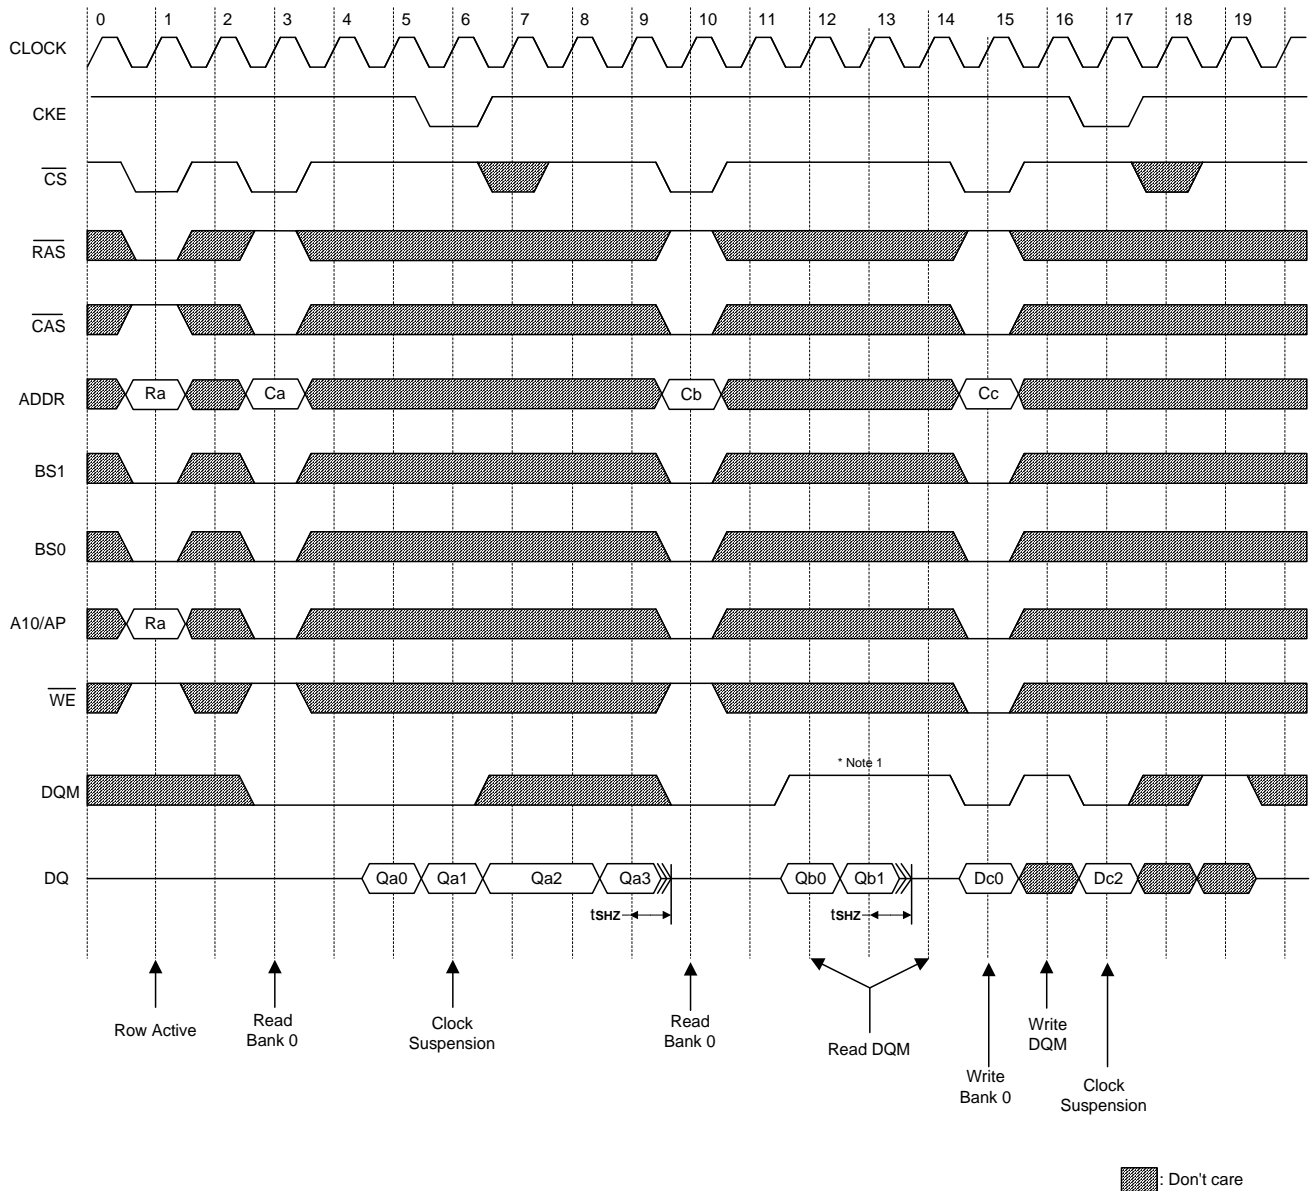 0 1 2 3 4 5 6 7 8 9 10 11 12 13 14 15 16 17 18 19
CLOCK
CKE
CS
RAS
CAS
ADDR Ra Ca Cb Cc
BS1
BS0
A10/AP Ra
WE
* Note 1
DQM
DQ Qa0 Qa1 Qa2 Qa3 Qb0 Qb1 Dc0 Dc2
tSHZ tSHZ
Row Active
Read
Bank 0
Clock
Suspension
Read
Bank 0
Read DQM
Write
Bank 0
Write
DQM
Clock
Suspension
: Don't care